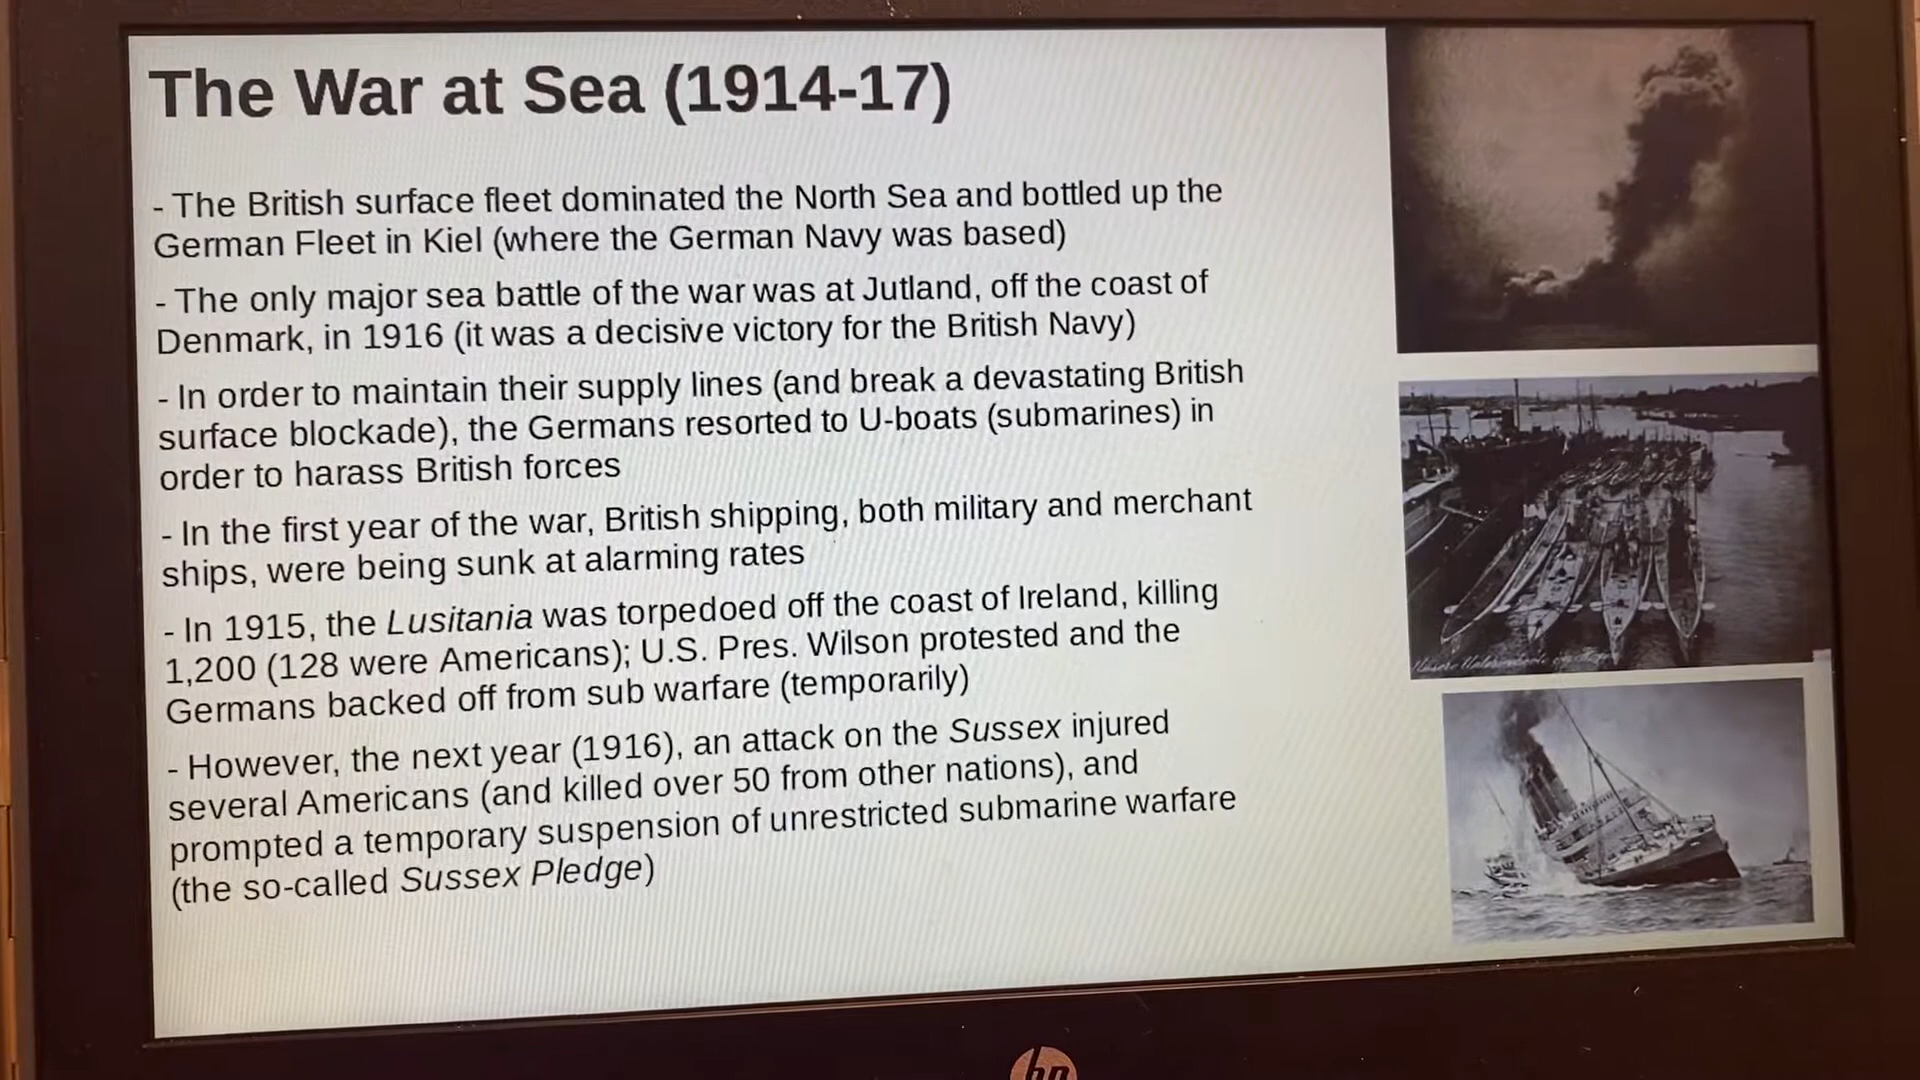 The War at Sea (1914-17)
- The British surface fleet dominated the North Sea and bottled up the
German Fleet in Kiel (where the German Navy was based)
- The only major sea battle of the war was at Jutland, off the coast of
Denmark, in 1916 (it was a decisive victory for the British Navy)
- In order to maintain their supply lines (and break a devastating British
surface blockade), the Germans resorted to U-boats (submarines) in
order to harass British forces
- In the first year of the war, British shipping, both military and merchant
ships, were being sunk at alarming rates
- In 1915, the Lusitania was torpedoed off the coast of Ireland, killing
1,200 (128 were Americans); U.S. Pres. Wilson protested and the
Germans backed off from sub warfare (temporarily)
- However, the next year (1916), an attack on the Sussex injured
several Americans (and killed over 50 from other nations), and
prompted a temporary suspension of unrestricted submarine warfare
(the so-called Sussex Pledge)
hp